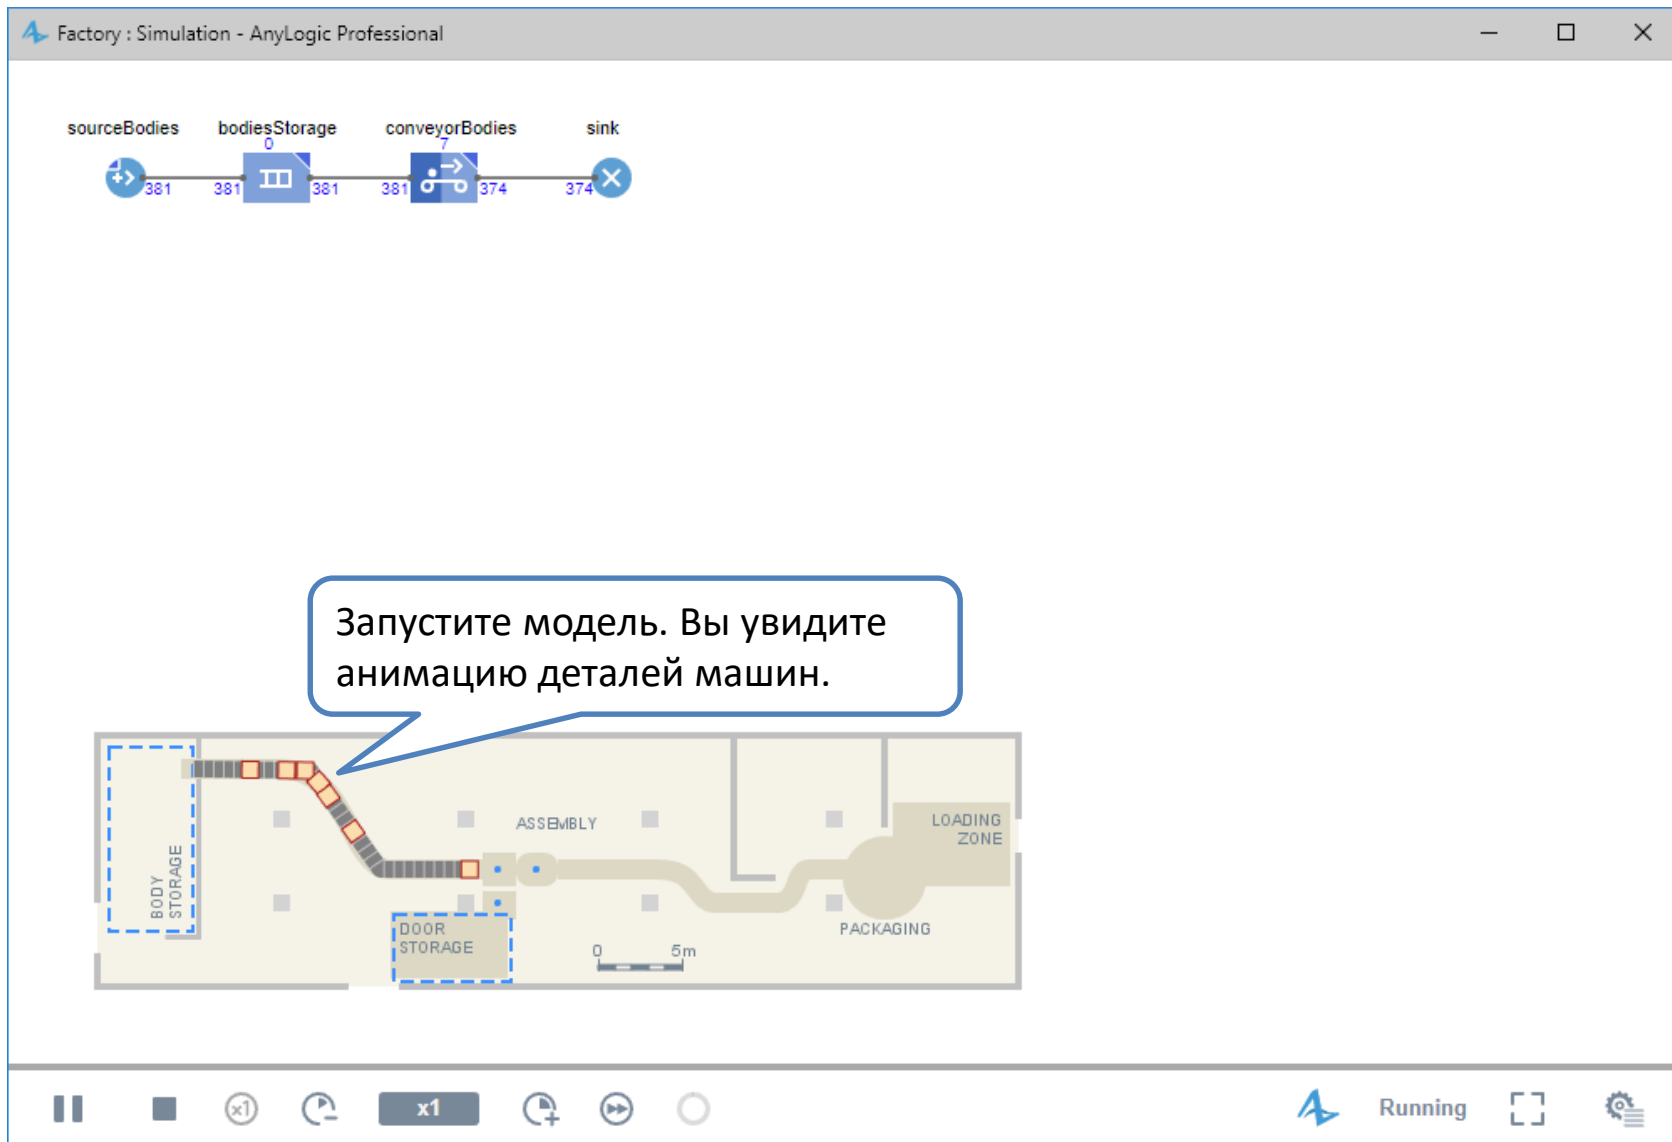 Factory : Simulation - AnyLogic Professional
sourceBodies bodiesStorage conveyorBodies sink
0 7
381 381 381 381 374 374
Запустите модель. Вы увидите
анимацию деталей машин.
BODY
STORAGE
ASSEMBLY
LOADING
ZONE
DOOR
STORAGE
0 5m
PACKAGING
x1 x1 Running